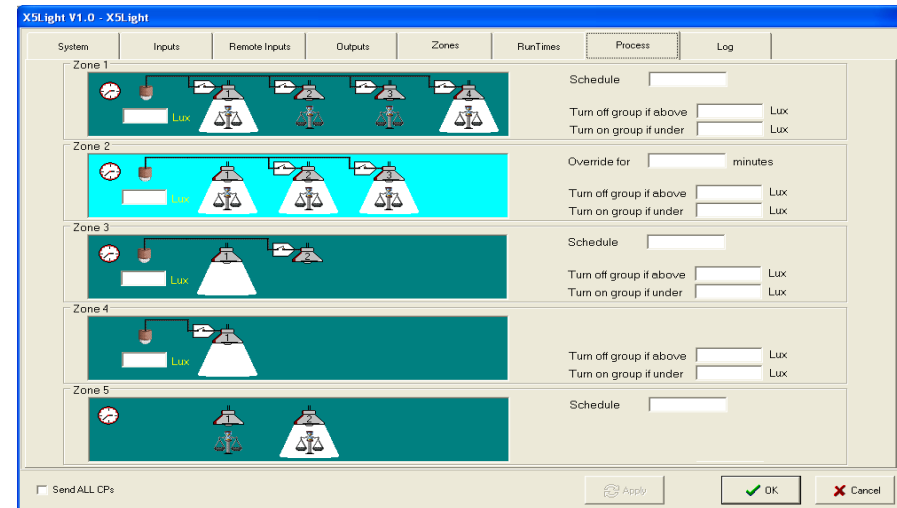 X5Light V1.0 - X5Light
System Inputs Remote Inputs Outputs Zones RunTimes Process Log
Zone 1
1 2 3 4
Lux
Schedule
Turn off group if above Lux
Turn on group if under Lux
Zone 2
1 2 3
Lux
Override for minutes
Turn off group if above Lux
Turn on group if under Lux
Zone 3
1 2
Lux
Schedule
Turn off group if above Lux
Turn on group if under Lux
Zone 4
1
Lux
Turn off group if above Lux
Turn on group if under Lux
Zone 5
1 2
Schedule
Send ALL CPs Apply OK Cancel